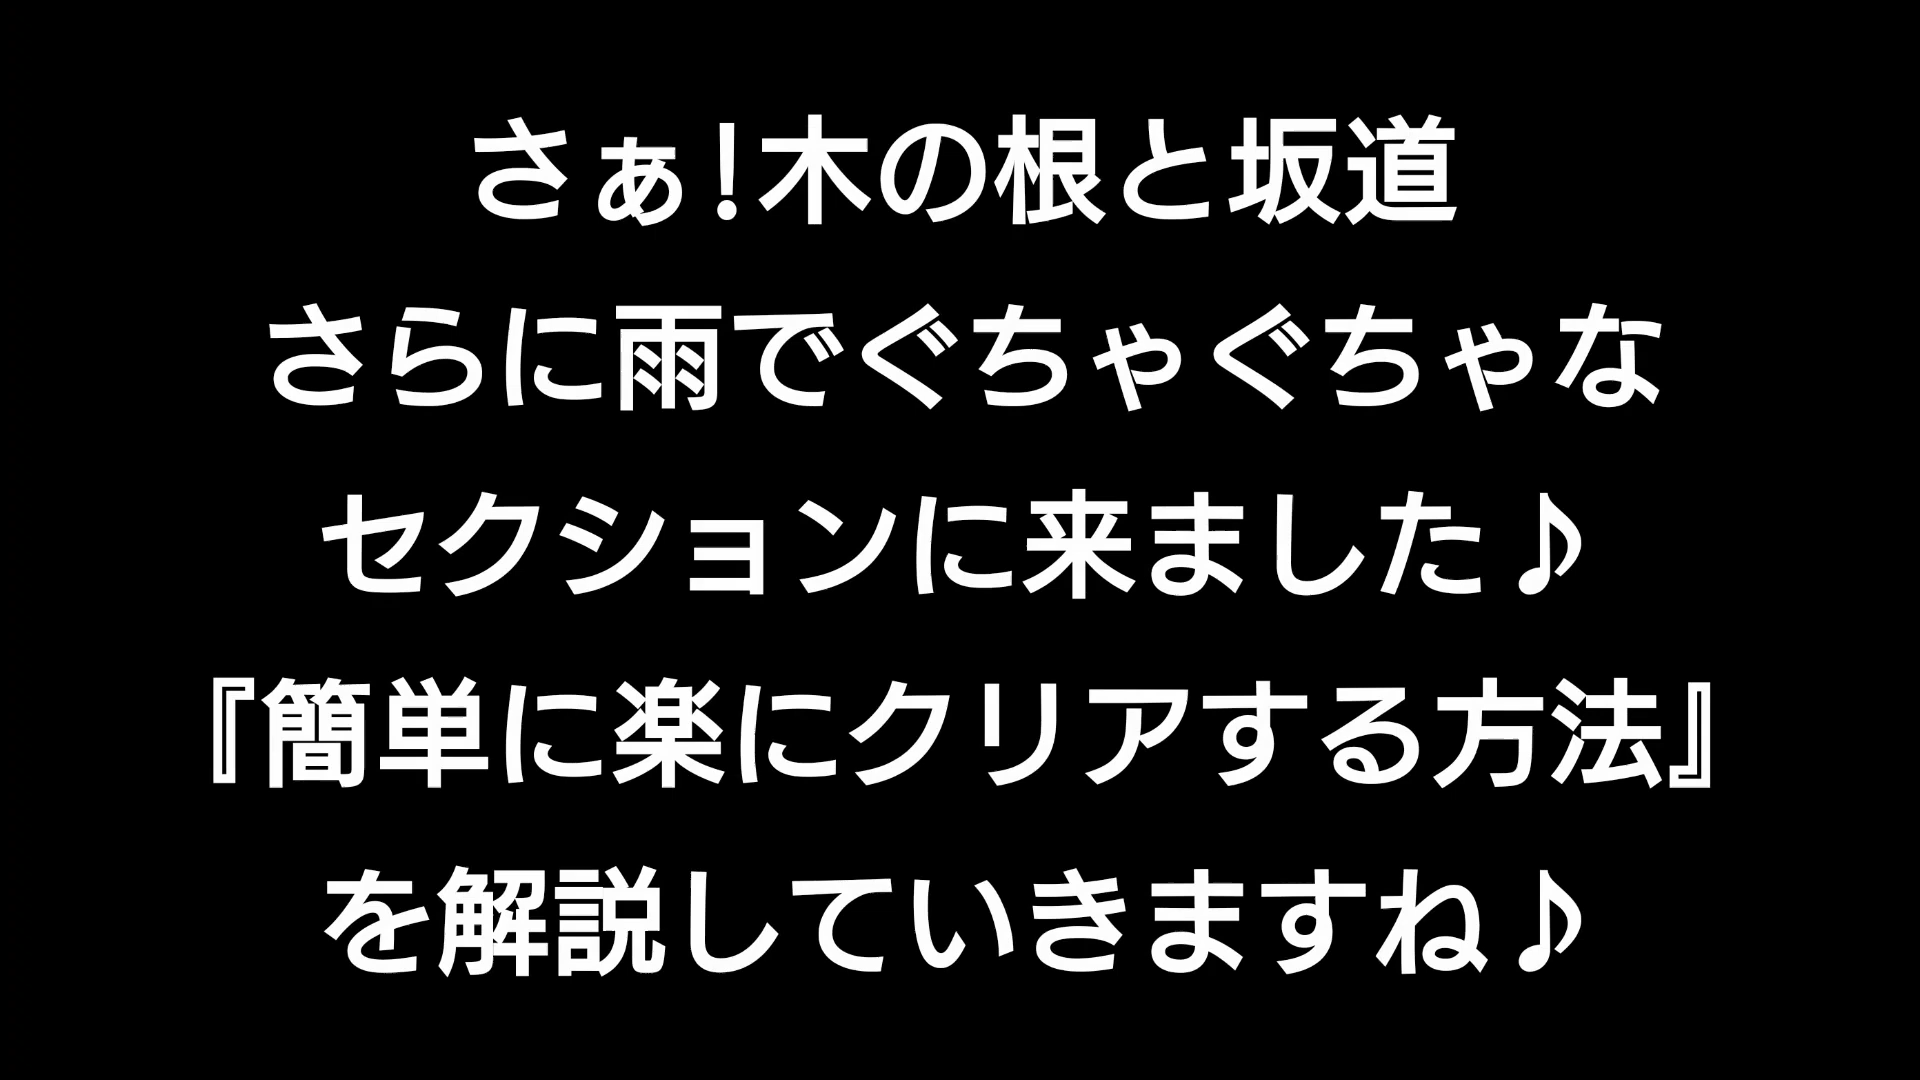 さぁ!木の根と坂道
さらに雨でぐちゃぐちゃな
セクションに来ました♪
『簡単に楽にクリアする方法』
を解説していきますね♪